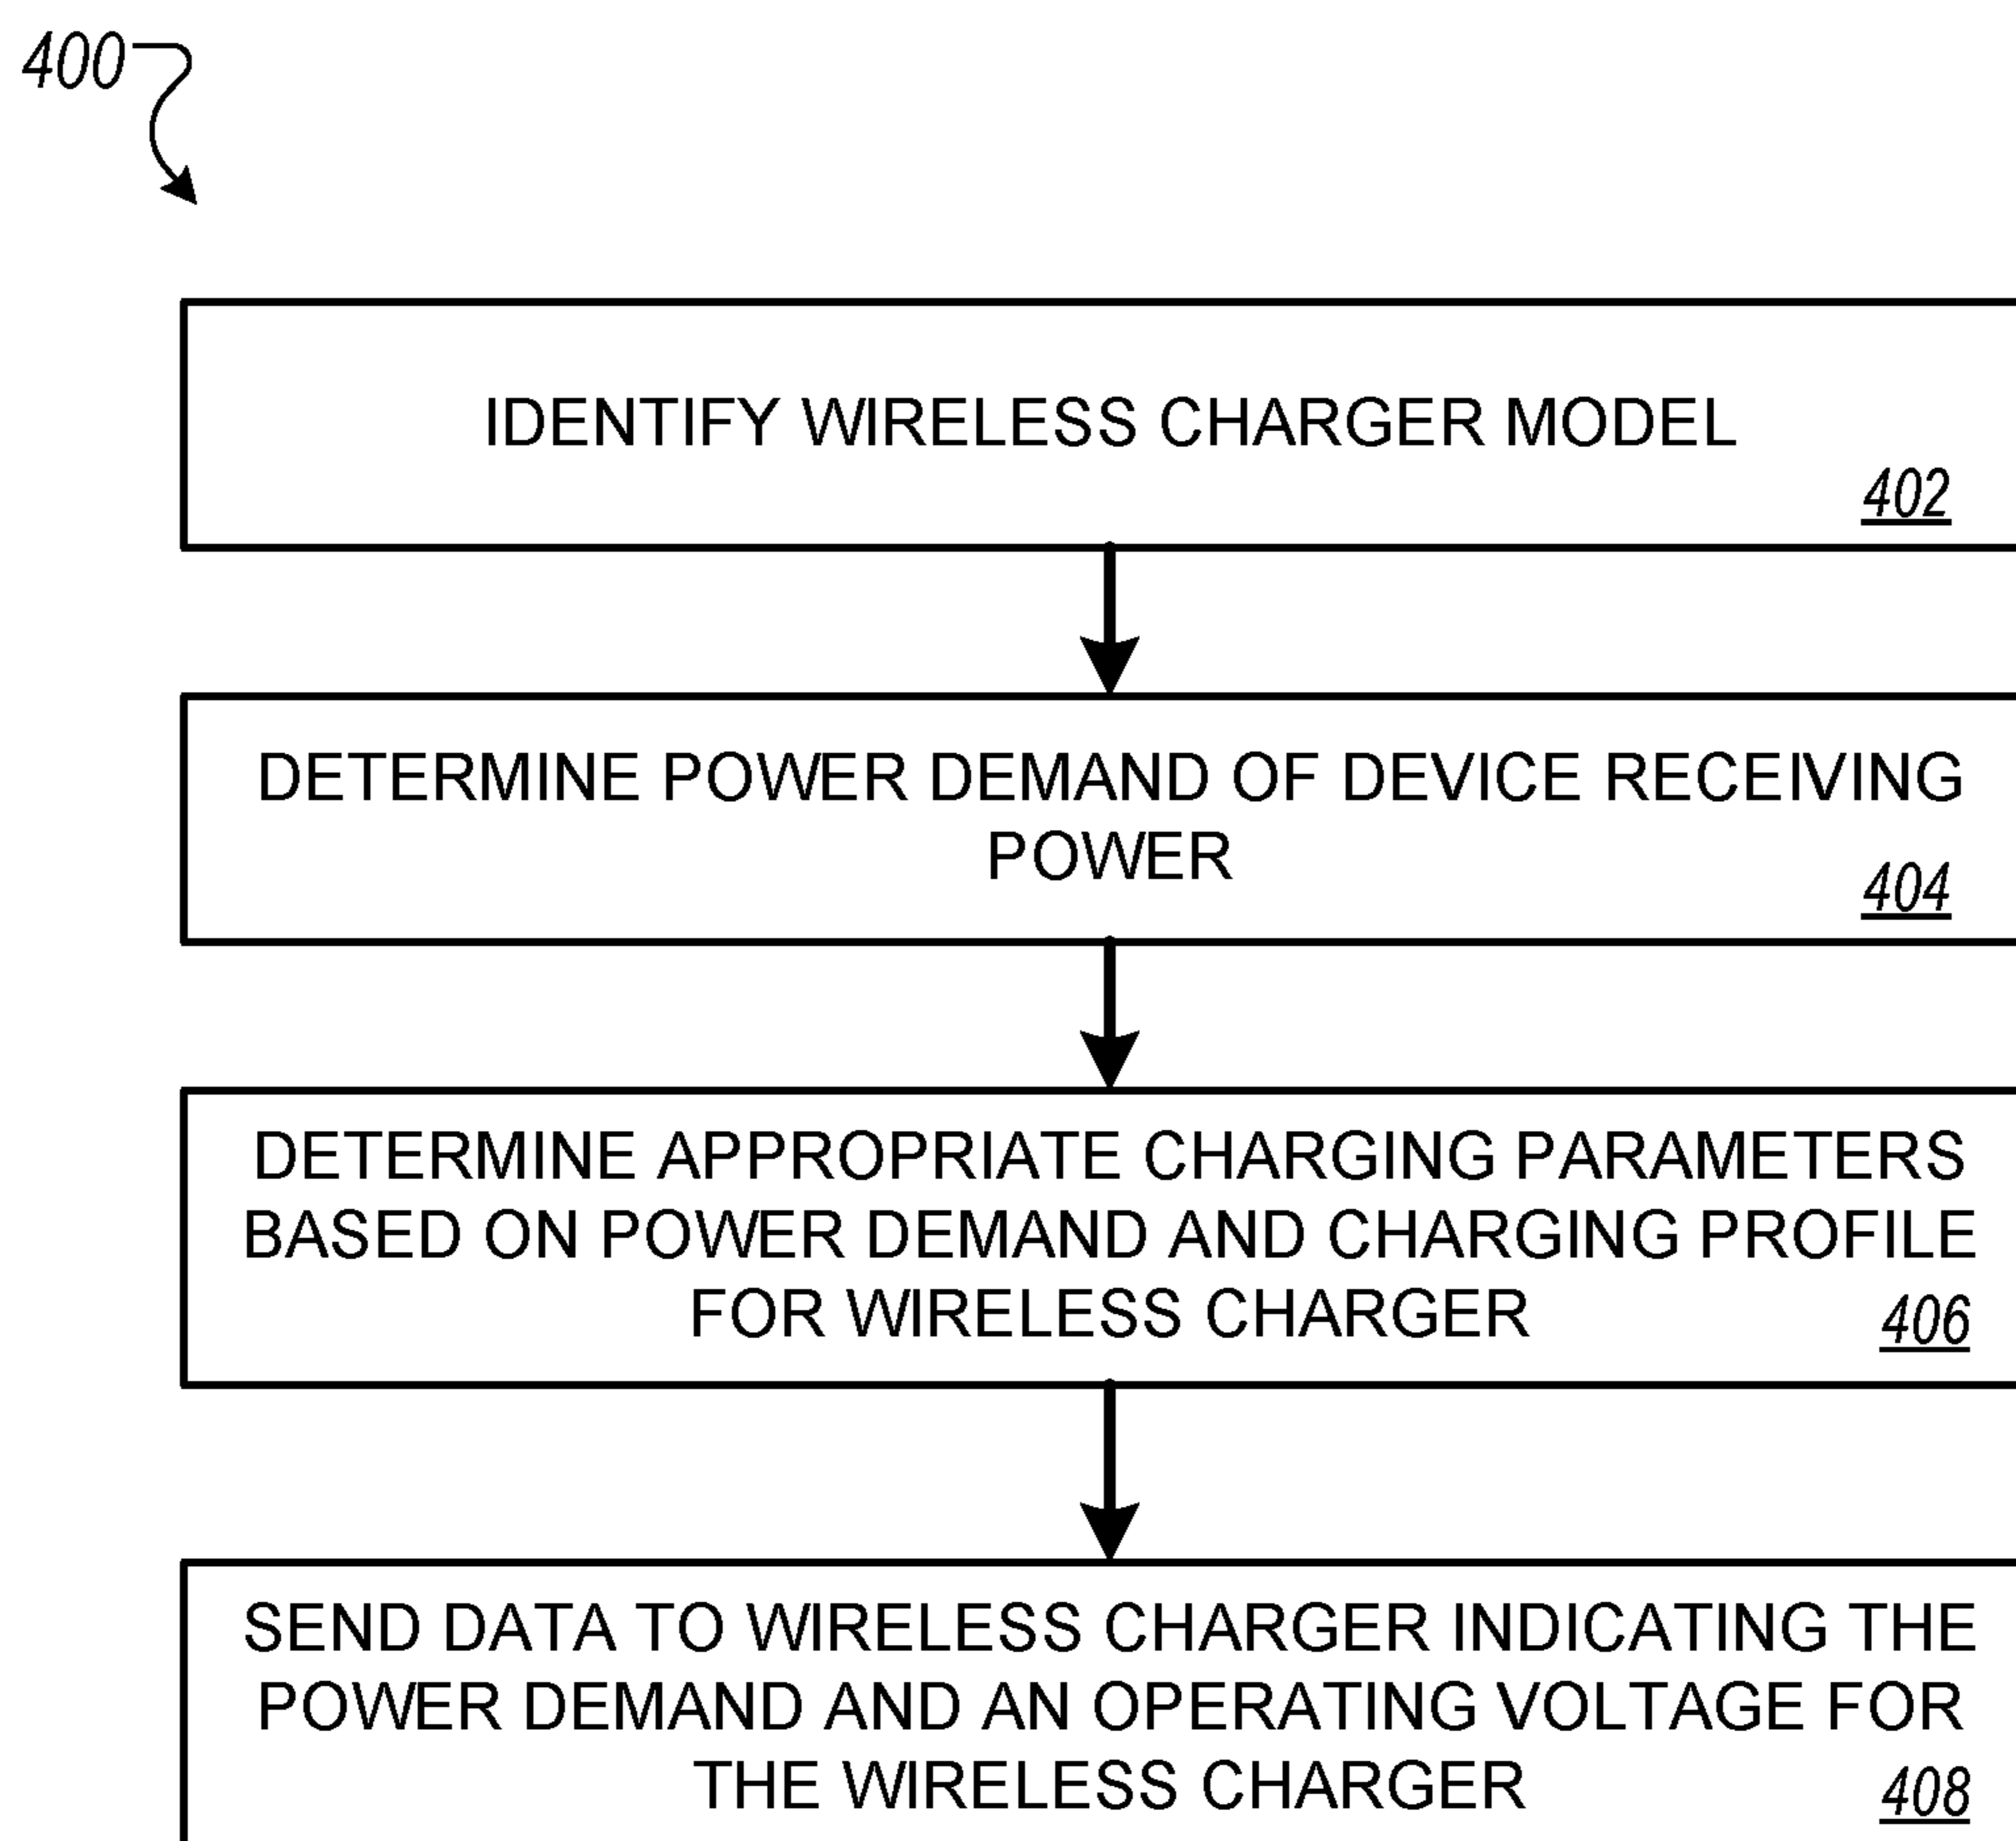 400
IDENTIFY WIRELESS CHARGER MODEL
402
DETERMINE POWER DEMAND OF DEVICE RECEIVING
POWER
404
DETERMINE APPROPRIATE CHARGING PARAMETERS
BASED ON POWER DEMAND AND CHARGING PROFILE
FOR WIRELESS CHARGER
406
SEND DATA TO WIRELESS CHARGER INDICATING THE
POWER DEMAND AND AN OPERATING VOLTAGE FOR
THE WIRELESS CHARGER
408